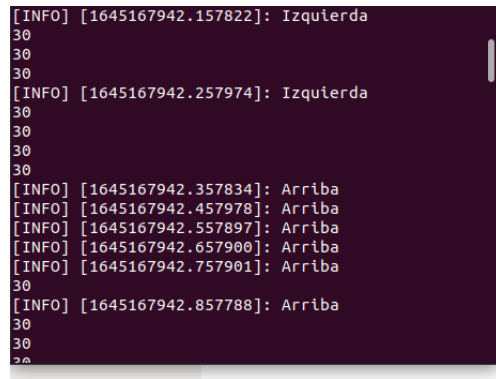 [INFO] [1645167942.157822]: Izquierda
30
30
30
[INFO] [1645167942.257974]: Izquierda
30
30
30
30
[INFO] [1645167942.357834]: Arriba
[INFO] [1645167942.457978]: Arriba
[INFO] [1645167942.557897]: Arriba
[INFO] [1645167942.657900]: Arriba
[INFO] [1645167942.757901]: Arriba
30
[INFO] [1645167942.857788]: Arriba
30
30
30